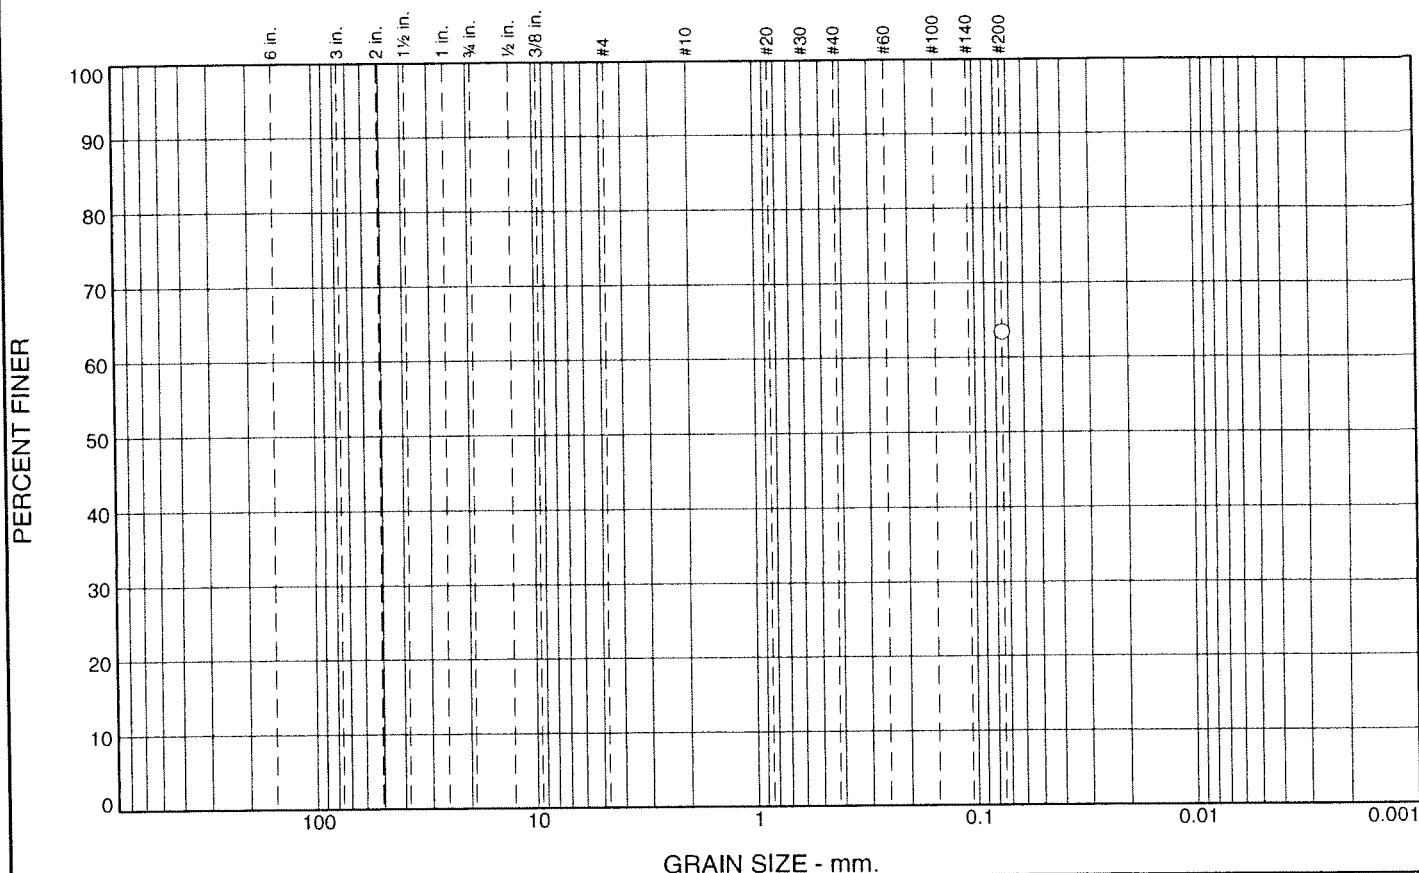 6 in. 3 in. 2 in. 1½ in. 1 in. ¾ in. ½ in. 3/8 in. #4 #10 #20 #30 #40 #60 #100 #140 #200
100
90
80
70
60
50
40
30
20
10
0
PERCENT FINER
100 10 1 0.1 0.01 0.001
GRAIN SIZE - mm.